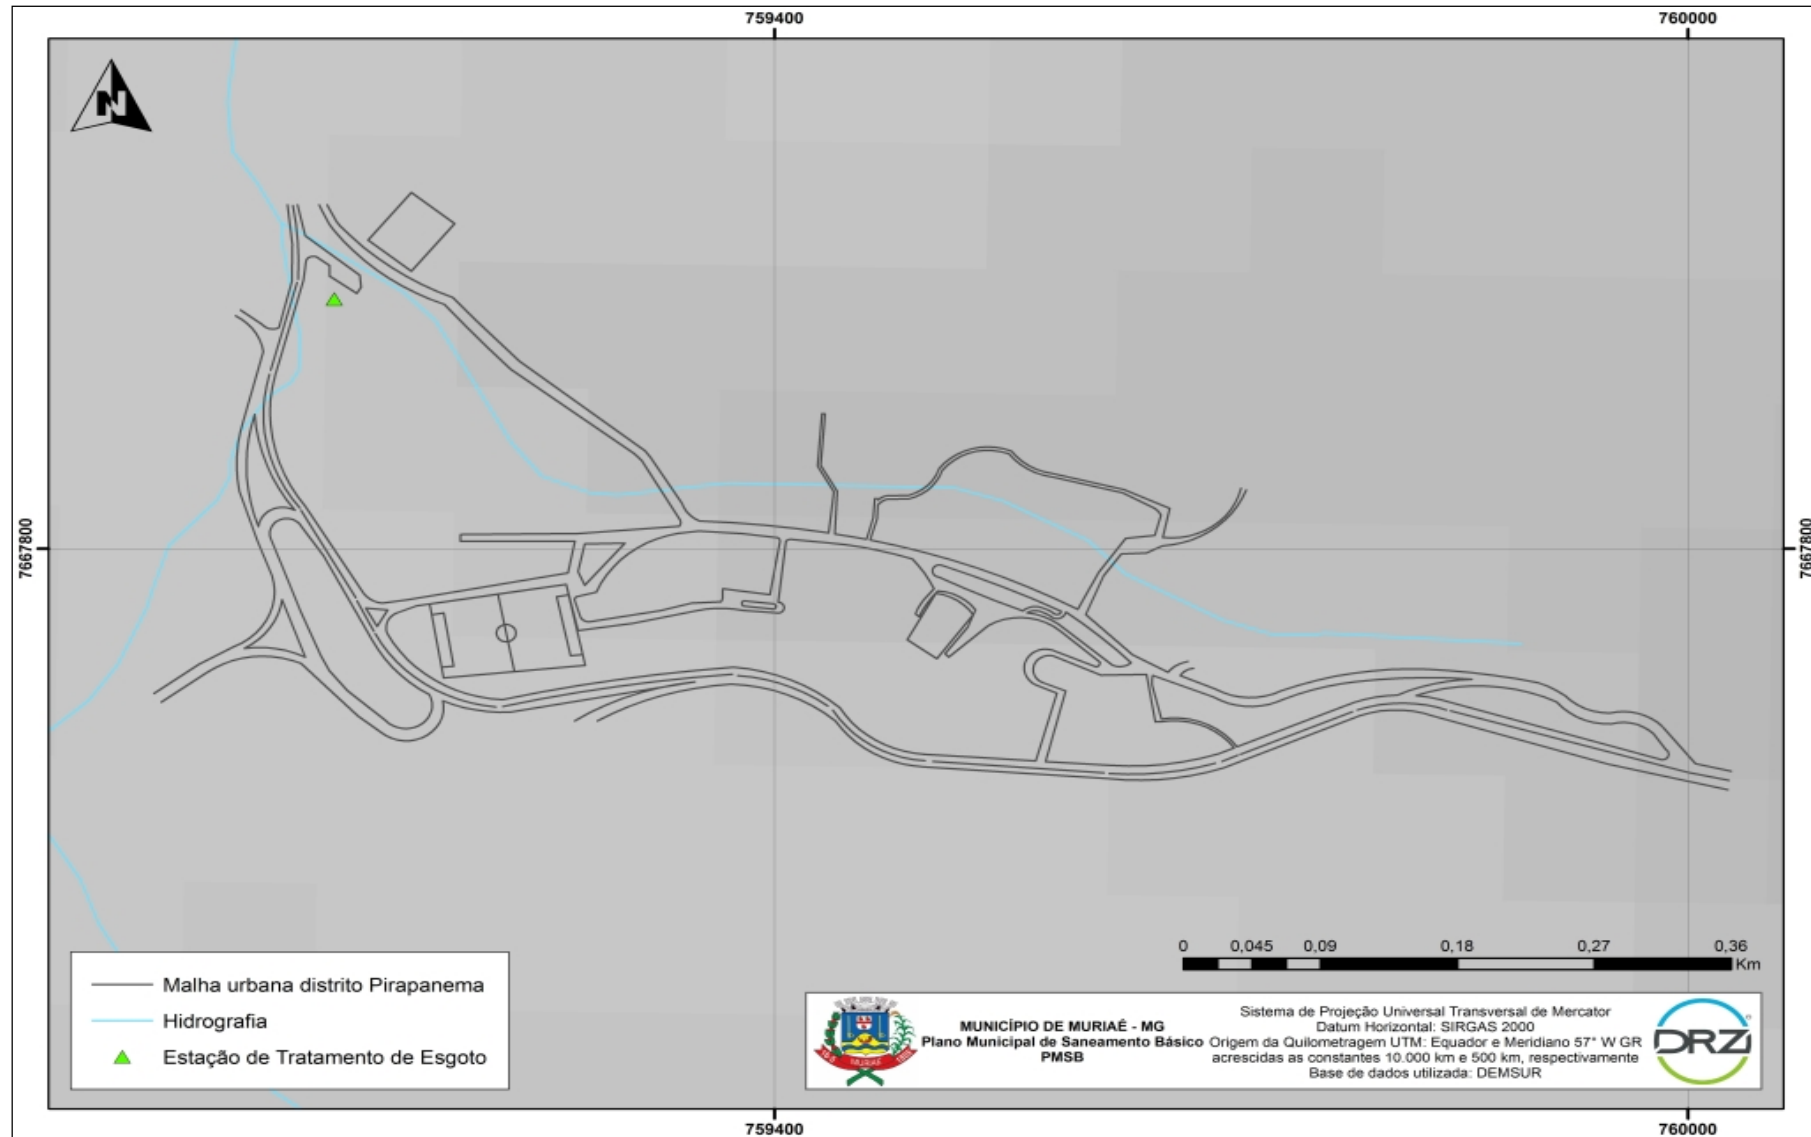 759400
760000
N
7667800
7667800
0
0,045
0,09
0,18
0,27
0,36
Km
Malha urbana distrito Pirapanema
Hidrografia
Estação de Tratamento de Esgoto
MURIAÉ
MUNICÍPIO DE MURIAÉ - MG
Plano Municipal de Saneamento Básico
PMSB
Sistema de Projeção Universal Transversal de Mercator
Datum Horizontal: SIRGAS 2000
Origem da Quilometragem UTM: Equador e Meridiano 57° W GR
acrescidas as constantes 10.000 km e 500 km, respectivamente
Base de dados utilizada: DEMSUR
DRZ
759400
760000